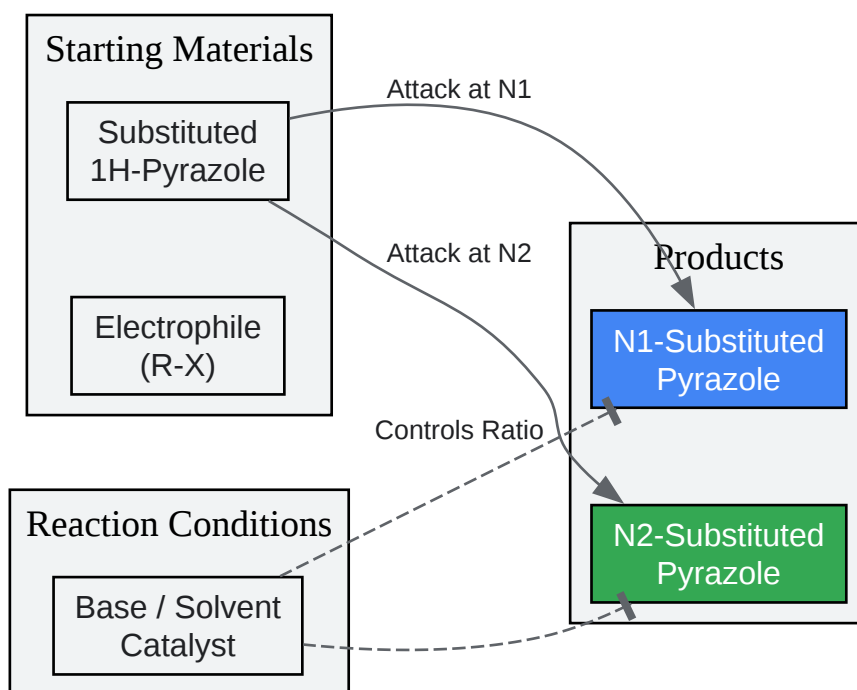 Starting Materials
Substituted
1H-Pyrazole
Electrophile
(R-X)
Attack at N1
Attack at N2
Controls Ratio
Products
N1-Substituted
Pyrazole
N2-Substituted
Pyrazole
Reaction Conditions
Base / Solvent
Catalyst